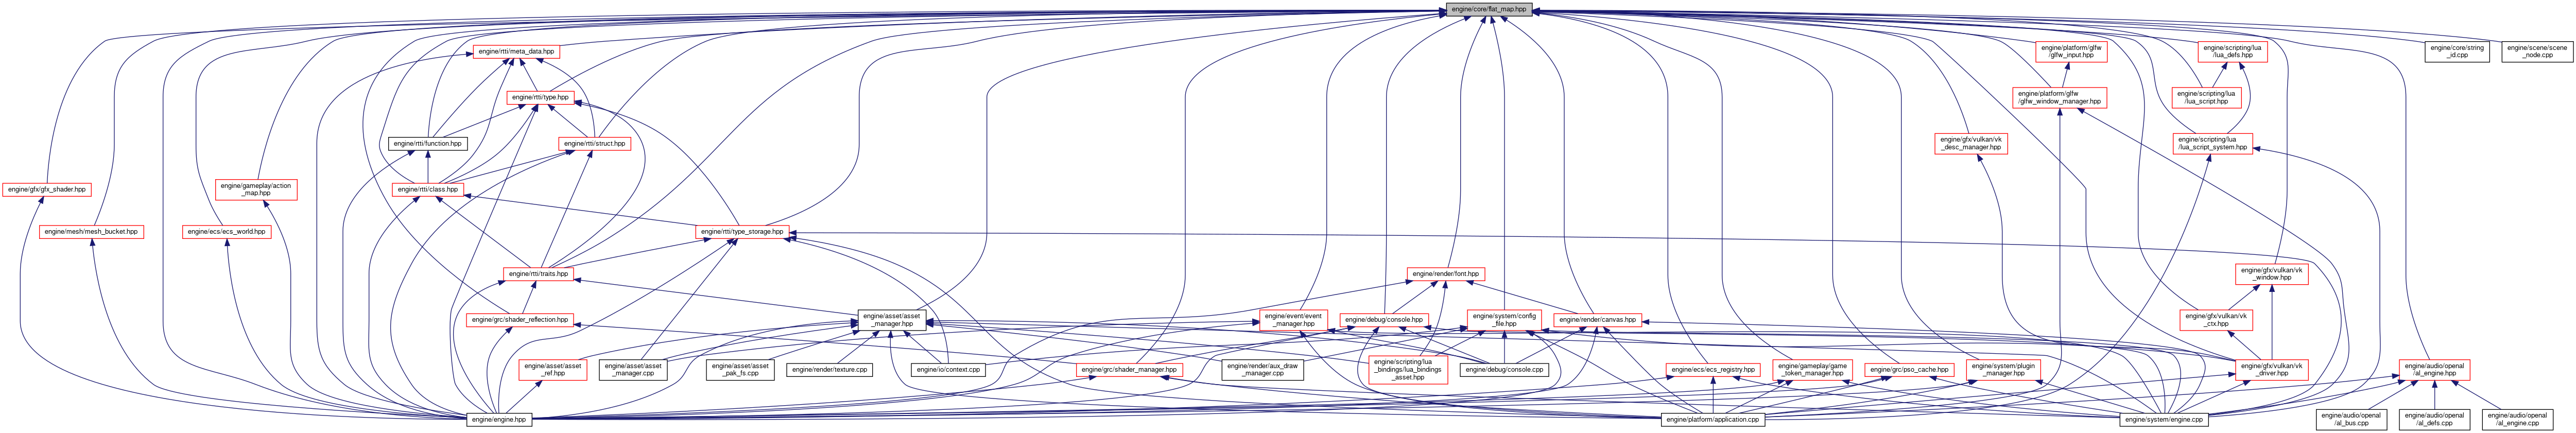 engine/core/flat_map.hpp
engine/rtti/meta_data.hpp
engine/platform/glfw
/glfw_input.hpp
engine/scripting/lua
/lua_defs.hpp
engine/core/string
_id.cpp
engine/scene/scene
_node.cpp
engine/rtti/type.hpp
engine/platform/glfw
/glfw_window_manager.hpp
engine/scripting/lua
/lua_script.hpp
engine/rtti/function.hpp
engine/rtti/struct.hpp
engine/gfx/vulkan/vk
_desc_manager.hpp
engine/scripting/lua
/lua_script_system.hpp
engine/gfx/gfx_shader.hpp
engine/gameplay/action
_map.hpp
engine/rtti/class.hpp
engine/mesh/mesh_bucket.hpp
engine/ecs/ecs_world.hpp
engine/rtti/type_storage.hpp
engine/rtti/traits.hpp
engine/render/font.hpp
engine/gfx/vulkan/vk
_window.hpp
engine/grc/shader_reflection.hpp
engine/asset/asset
_manager.hpp
engine/event/event
_manager.hpp
engine/debug/console.hpp
engine/system/config
_file.hpp
engine/render/canvas.hpp
engine/gfx/vulkan/vk
_ctx.hpp
engine/asset/asset
_ref.hpp
engine/asset/asset
_manager.cpp
engine/asset/asset
_pak_fs.cpp
engine/render/texture.cpp
engine/io/context.cpp
engine/grc/shader_manager.hpp
engine/render/aux_draw
_manager.cpp
engine/scripting/lua
_bindings/lua_bindings
_asset.hpp
engine/debug/console.cpp
engine/ecs/ecs_registry.hpp
engine/gameplay/game
_token_manager.hpp
engine/grc/pso_cache.hpp
engine/system/plugin
_manager.hpp
engine/gfx/vulkan/vk
_driver.hpp
engine/audio/openal
/al_engine.hpp
engine/engine.hpp
engine/platform/application.cpp
engine/system/engine.cpp
engine/audio/openal
/al_bus.cpp
engine/audio/openal
/al_defs.cpp
engine/audio/openal
/al_engine.cpp